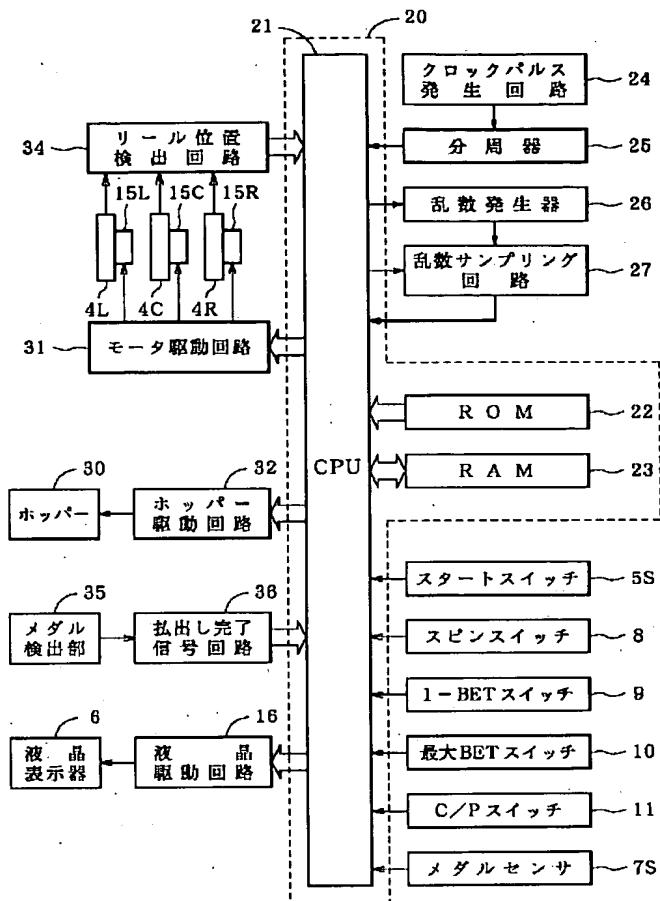 20
21
クロックパルス
発生回路
24
リール位置
検出回路
34
分周器
25
15L
15C
15R
乱数発生器
26
乱数サンプリング
回路
27
4L
4C
4R
31
モータ駆動回路
ROM
22
CPU
RAM
23
30
ホッパー
32
ホッパー
駆動回路
スタートスイッチ
5S
35
メダル
検出部
36
払出し完了
信号回路
スピンスイッチ
8
1-BETスイッチ
9
6
液晶
表示器
16
液晶
駆動回路
最大BETスイッチ
10
C/Pスイッチ
11
メダルセンサ
7S